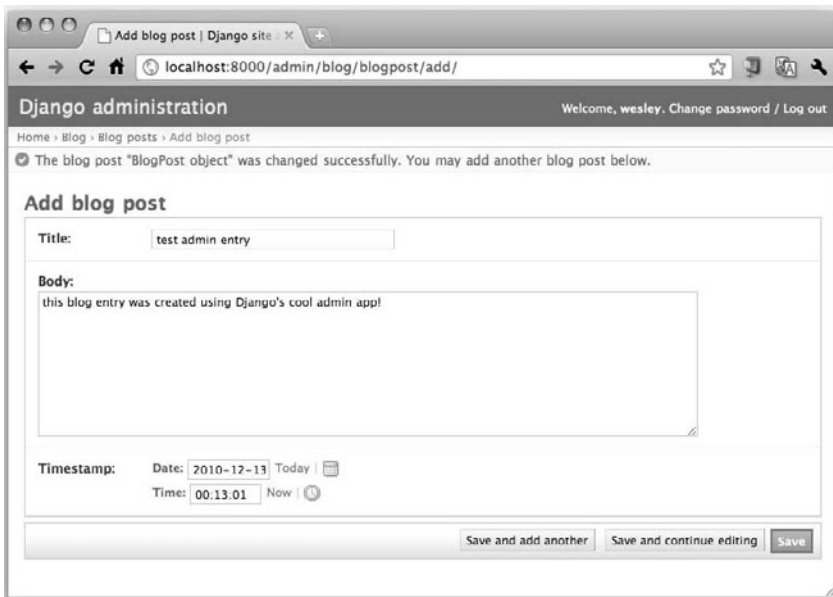 Add blog post | Django site
localhost:8000/admin/blog/blogpost/add/
Django administration
Welcome, wesley. Change password / Log out
Home › Blog › Blog posts › Add blog post
The blog post "BlogPost object" was changed successfully. You may add another blog post below.
Add blog post
Title: test admin entry
Body:
this blog entry was created using Django's cool admin app!
Timestamp: Date: 2010-12-13 Today |
Time: 00:13:01 Now |
Save and add another Save and continue editing Save